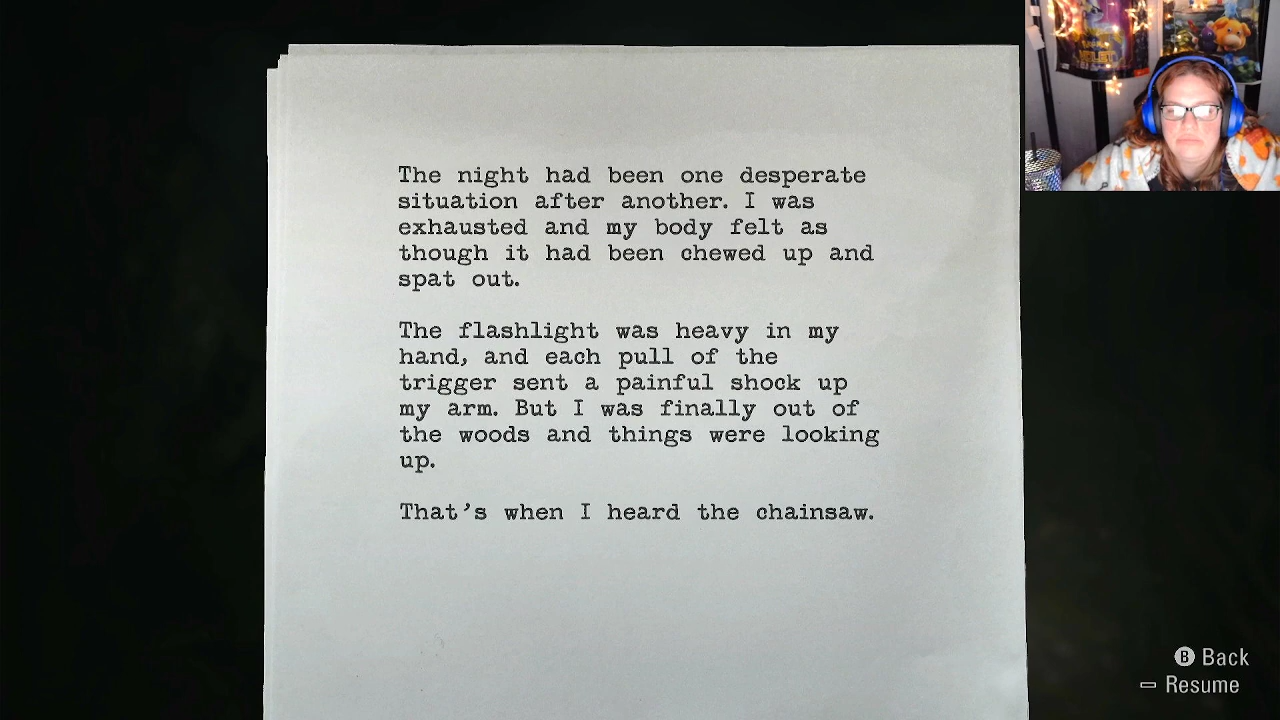 The night had been one desperate
situation after another. I was
exhausted and my body felt as
though it had been chewed up and
spat out.
The flashlight was heavy in my
hand, and each pull of the
trigger sent a painful shock up
my arm. But I was finally out of
the woods and things were looking
up.
That's when I heard the chainsaw.
B Back
Resume